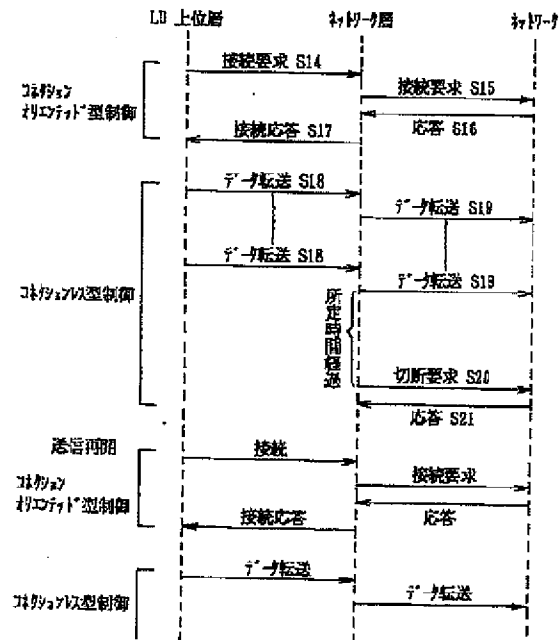 LU 上位層
ネットワーク層
ネットワーク
接続要求 S14
コネクション
オリエンテッド型制御
接続要求 S15
応答 S16
接続応答 S17
データ転送 S18
データ転送 S19
データ転送 S18
データ転送 S19
コネクションレス型制御
所定時間経過
切断要求 S20
応答 S21
送信再開
接続
コネクション
オリエンテッド型制御
接続要求
応答
接続応答
データ転送
コネクションレス型制御
データ転送